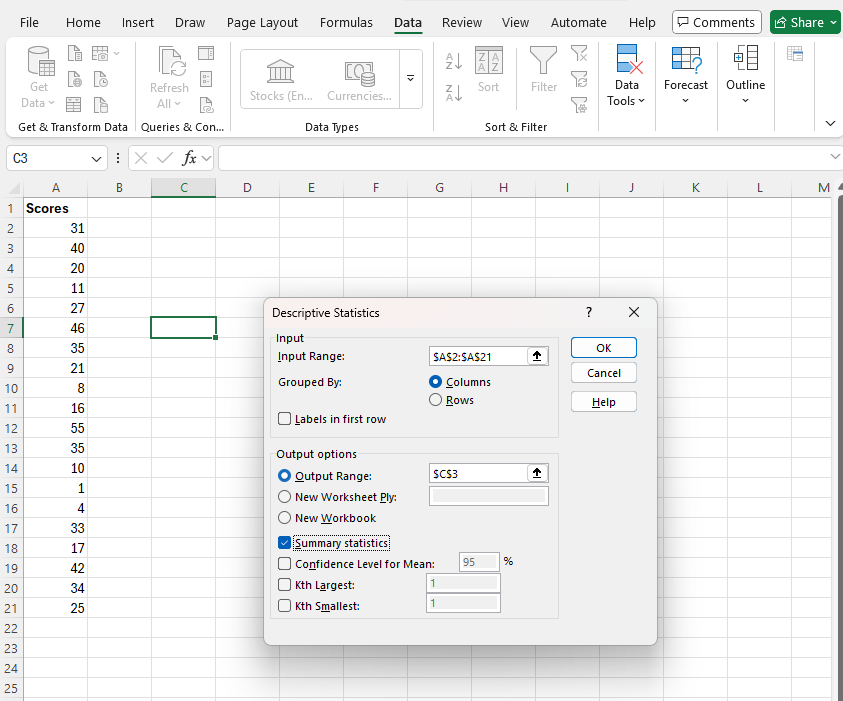 File Home Insert Draw Page Layout Formulas Data Review View Automate Help Comments Share
Get Data
Refresh All
Stocks (En... Currencies...
Sort
Filter
Data Tools
Forecast
Outline
Get & Transform Data Queries & Con... Data Types Sort & Filter
C3 fx
A B C D E F G H I J K L M
1 Scores
2 31
3 40
4 20
5 11
6 27
7 46
8 35
9 21
10 8
11 16
12 55
13 35
14 10
15 1
16 4
17 33
18 17
19 42
20 34
21 25
22
23
24
25
Descriptive Statistics ? ×
Input
Input Range: $A$2:$A$21
Grouped By: Columns
Rows
Labels in first row
OK
Cancel
Help
Output options
Output Range: $C$3
New Worksheet Ply:
New Workbook
Summary statistics
Confidence Level for Mean: 95 %
Kth Largest: 1
Kth Smallest: 1